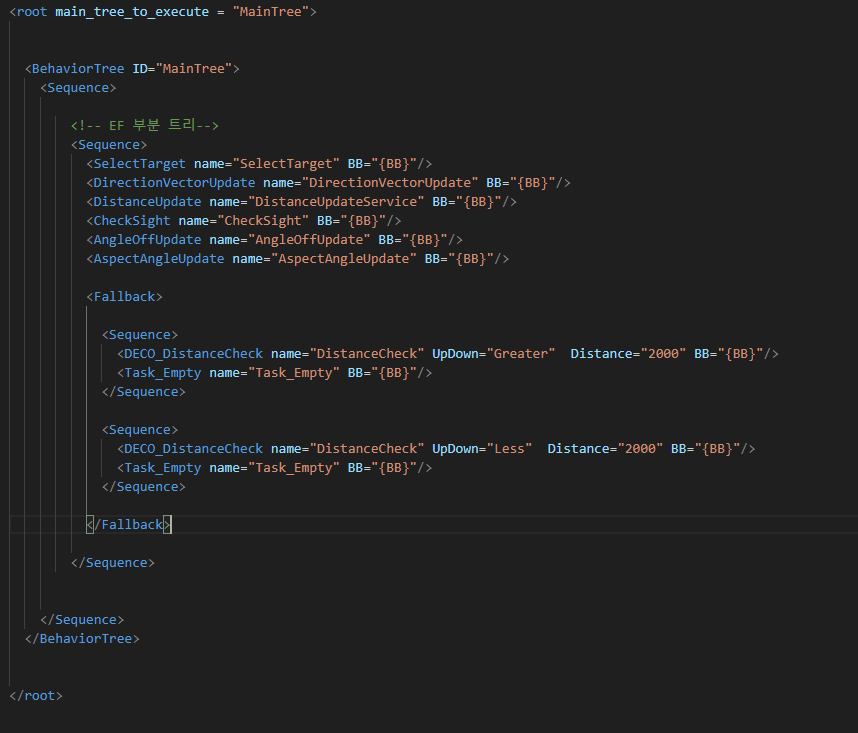 <root main_tree_to_execute = "MainTree">
<BehaviorTree ID="MainTree">
<Sequence>
<!-- EF 부분 트리-->
<Sequence>
<SelectTarget name="SelectTarget" BB="{BB}"/>
<DirectionVectorUpdate name="DirectionVectorUpdate" BB="{BB}"/>
<DistanceUpdate name="DistanceUpdateService" BB="{BB}"/>
<CheckSight name="CheckSight" BB="{BB}"/>
<AngleOffUpdate name="AngleOffUpdate" BB="{BB}"/>
<AspectAngleUpdate name="AspectAngleUpdate" BB="{BB}"/>
<Fallback>
<Sequence>
<DECO_DistanceCheck name="DistanceCheck" UpDown="Greater"  Distance="2000" BB="{BB}"/>
<Task_Empty name="Task_Empty" BB="{BB}"/>
</Sequence>
<Sequence>
<DECO_DistanceCheck name="DistanceCheck" UpDown="Less"  Distance="2000" BB="{BB}"/>
<Task_Empty name="Task_Empty" BB="{BB}"/>
</Sequence>
</Fallback>
</Sequence>
</Sequence>
</BehaviorTree>
</root>